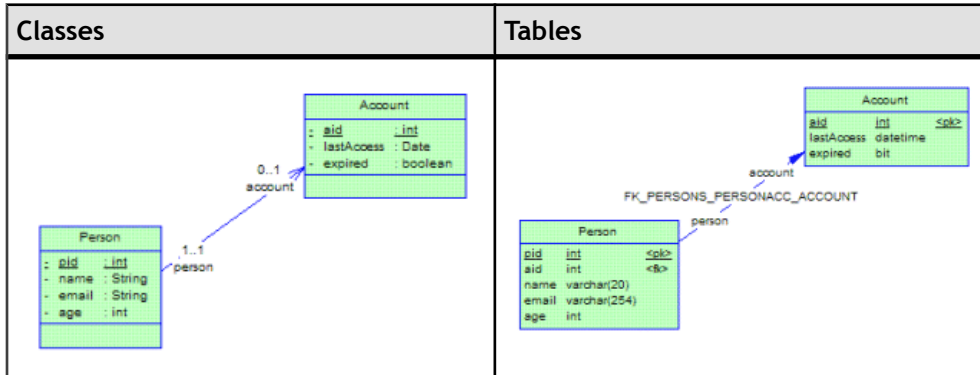 Classes
Tables
Account
- aid : int
- lastAccess : Date
- expired : boolean
0..1
account
Person
- pid : int
- name : String
- email : String
- age : int
1..1
person
Account
aid int <pk>
lastAccess datetime
expired bit
account
FK_PERSONS_PERSONACC_ACCOUNT
person
Person
pid int <pk>
aid int <fk>
name varchar(20)
email varchar(254)
age int